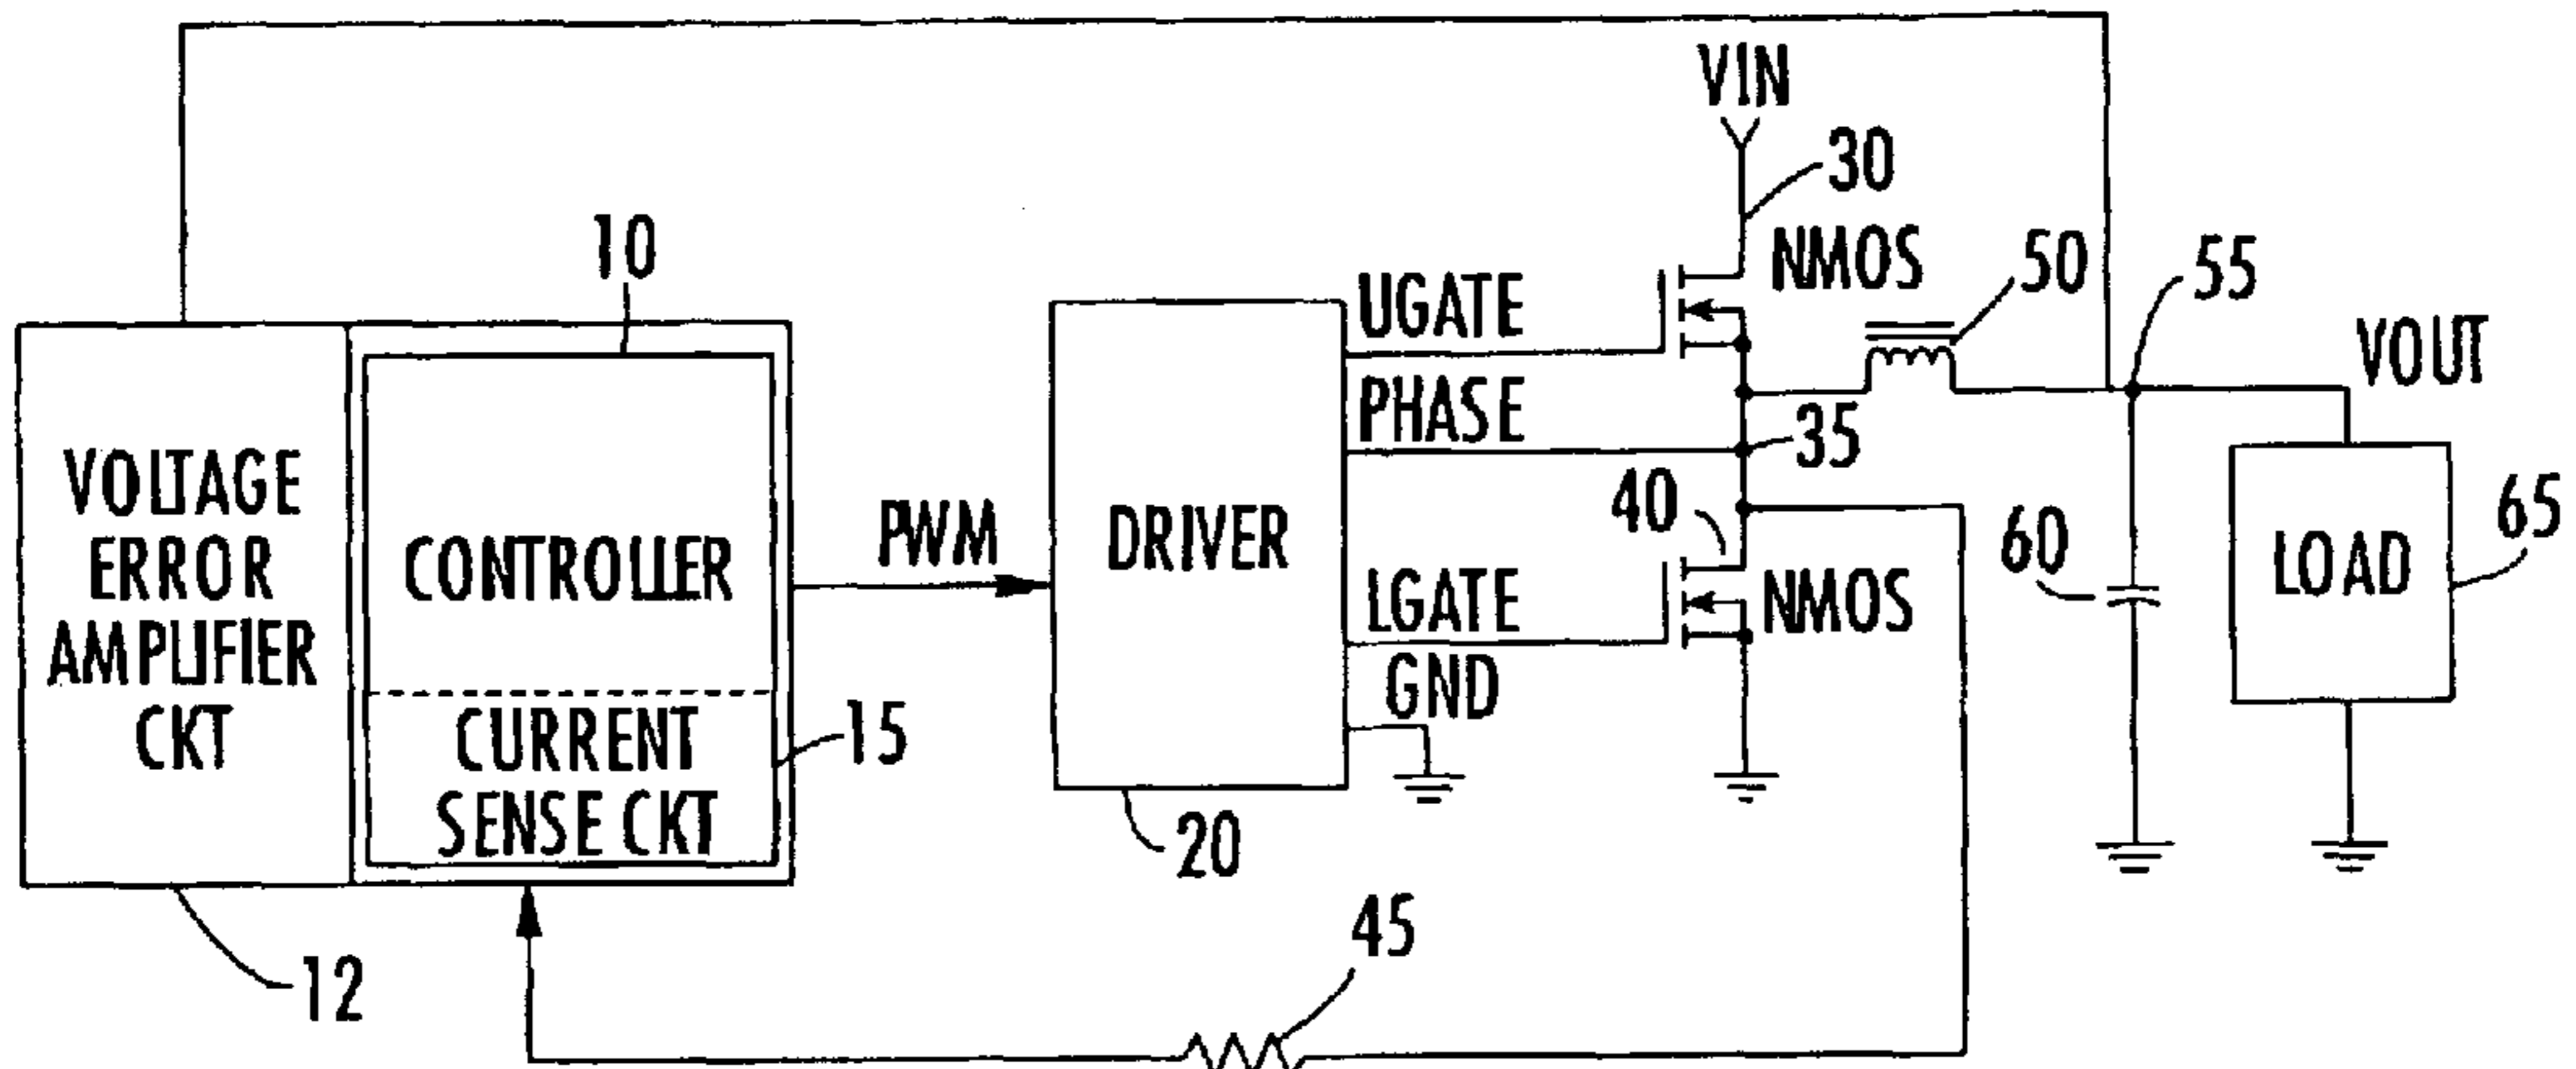 VIN
30
NMOS
10
50
55
UGATE
VOUT
PHASE
35
VOLTAGE
ERROR
AMPLIFIER
CKT
CONTROLLER
PWM
DRIVER
40
60
LOAD
65
LGATE
NMOS
GND
CURRENT
SENSE CKT
15
20
12
45